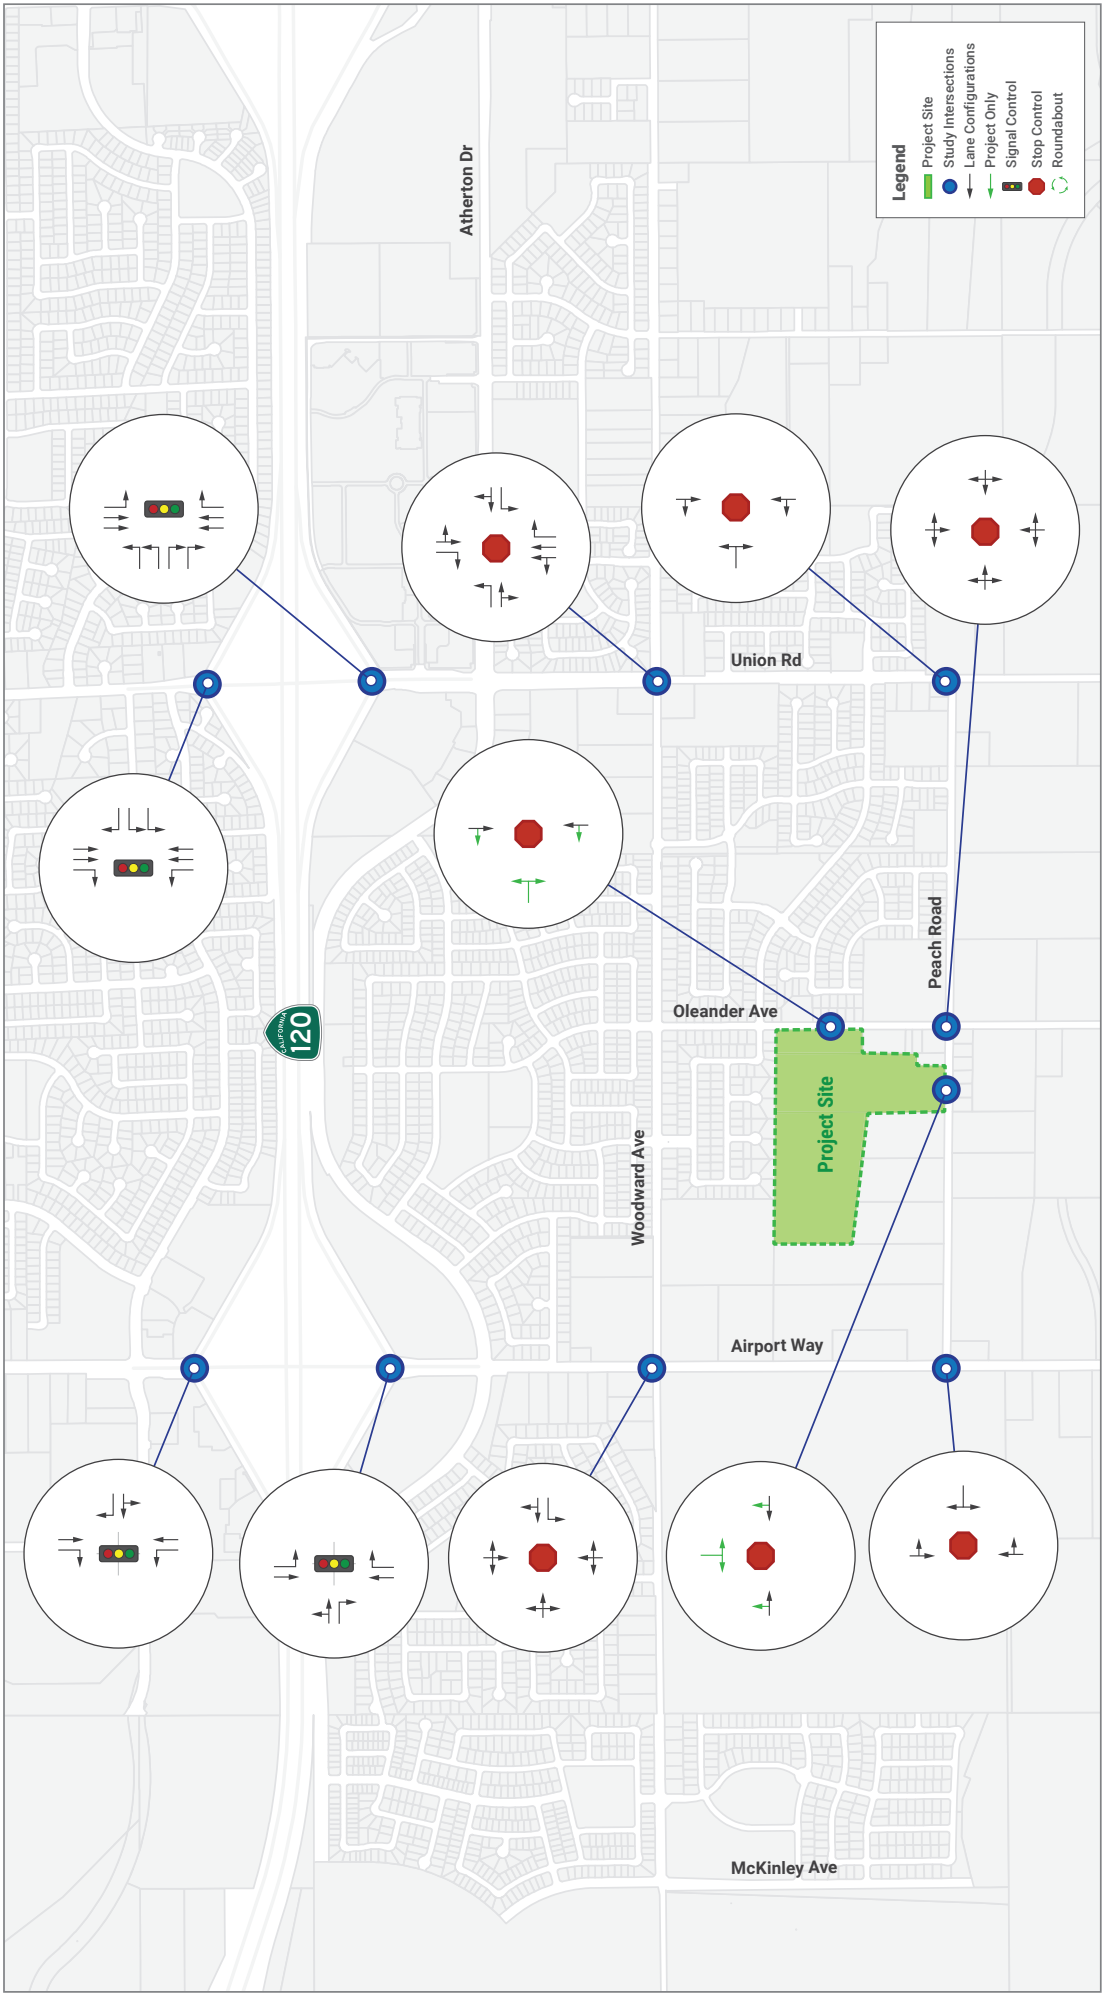 Legend
Project Site
Study Intersections
Lane Configurations
Project Only
Signal Control
Stop Control
Roundabout
Atherton Dr
Union Rd
Peach Road
Oleander Ave
CALIFORNIA
120
Project Site
Woodward Ave
Airport Way
McKinley Ave